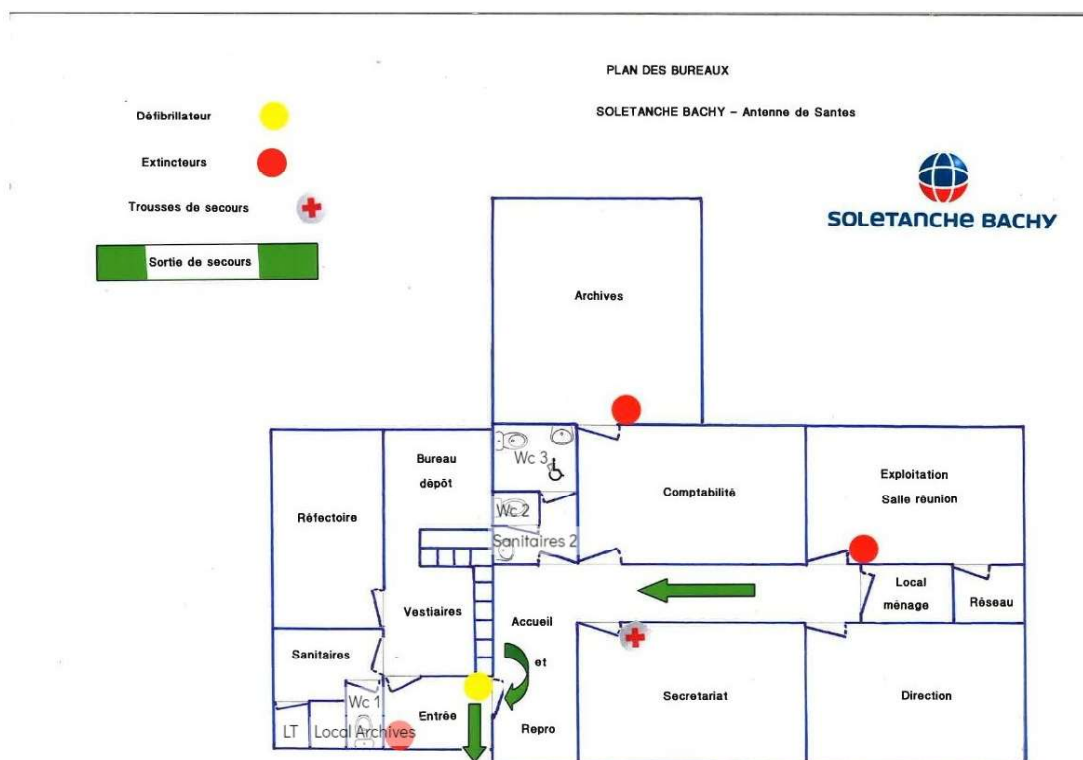 PLAN DES BUREAUX
SOLETANCHE BACHY - Antenne de Santes
Défibrillateur
Extincteurs
Trousses de secours
Sortie de secours
SOLETANCHE BACHY
Archives
Bureau
dépôt
Wc 3
Réfectoire
Comptabilité
Exploitation
Salle réunion
Wc 2
Sanitaires 2
Vestiaires
Accueil
Local
ménage
Réseau
Sanitaires
et
Wc 1
Entrée
Secretariat
Direction
LT
Local Archives
Repro